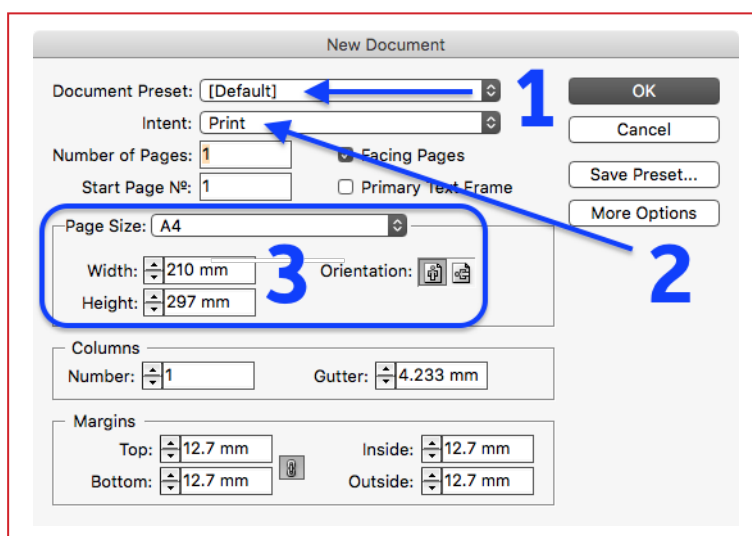 New Document
Document Preset: [Default] 1 OK
Intent: Print Cancel
Number of Pages: 1 Facing Pages
Save Preset...
Start Page Nº: 1 Primary Text Frame
More Options
Page Size: A4
2
Width: 210 mm 3 Orientation:
Height: 297 mm
Columns
Number: 1 Gutter: 4.233 mm
Margins
Top: 12.7 mm Inside: 12.7 mm
Bottom: 12.7 mm Outside: 12.7 mm